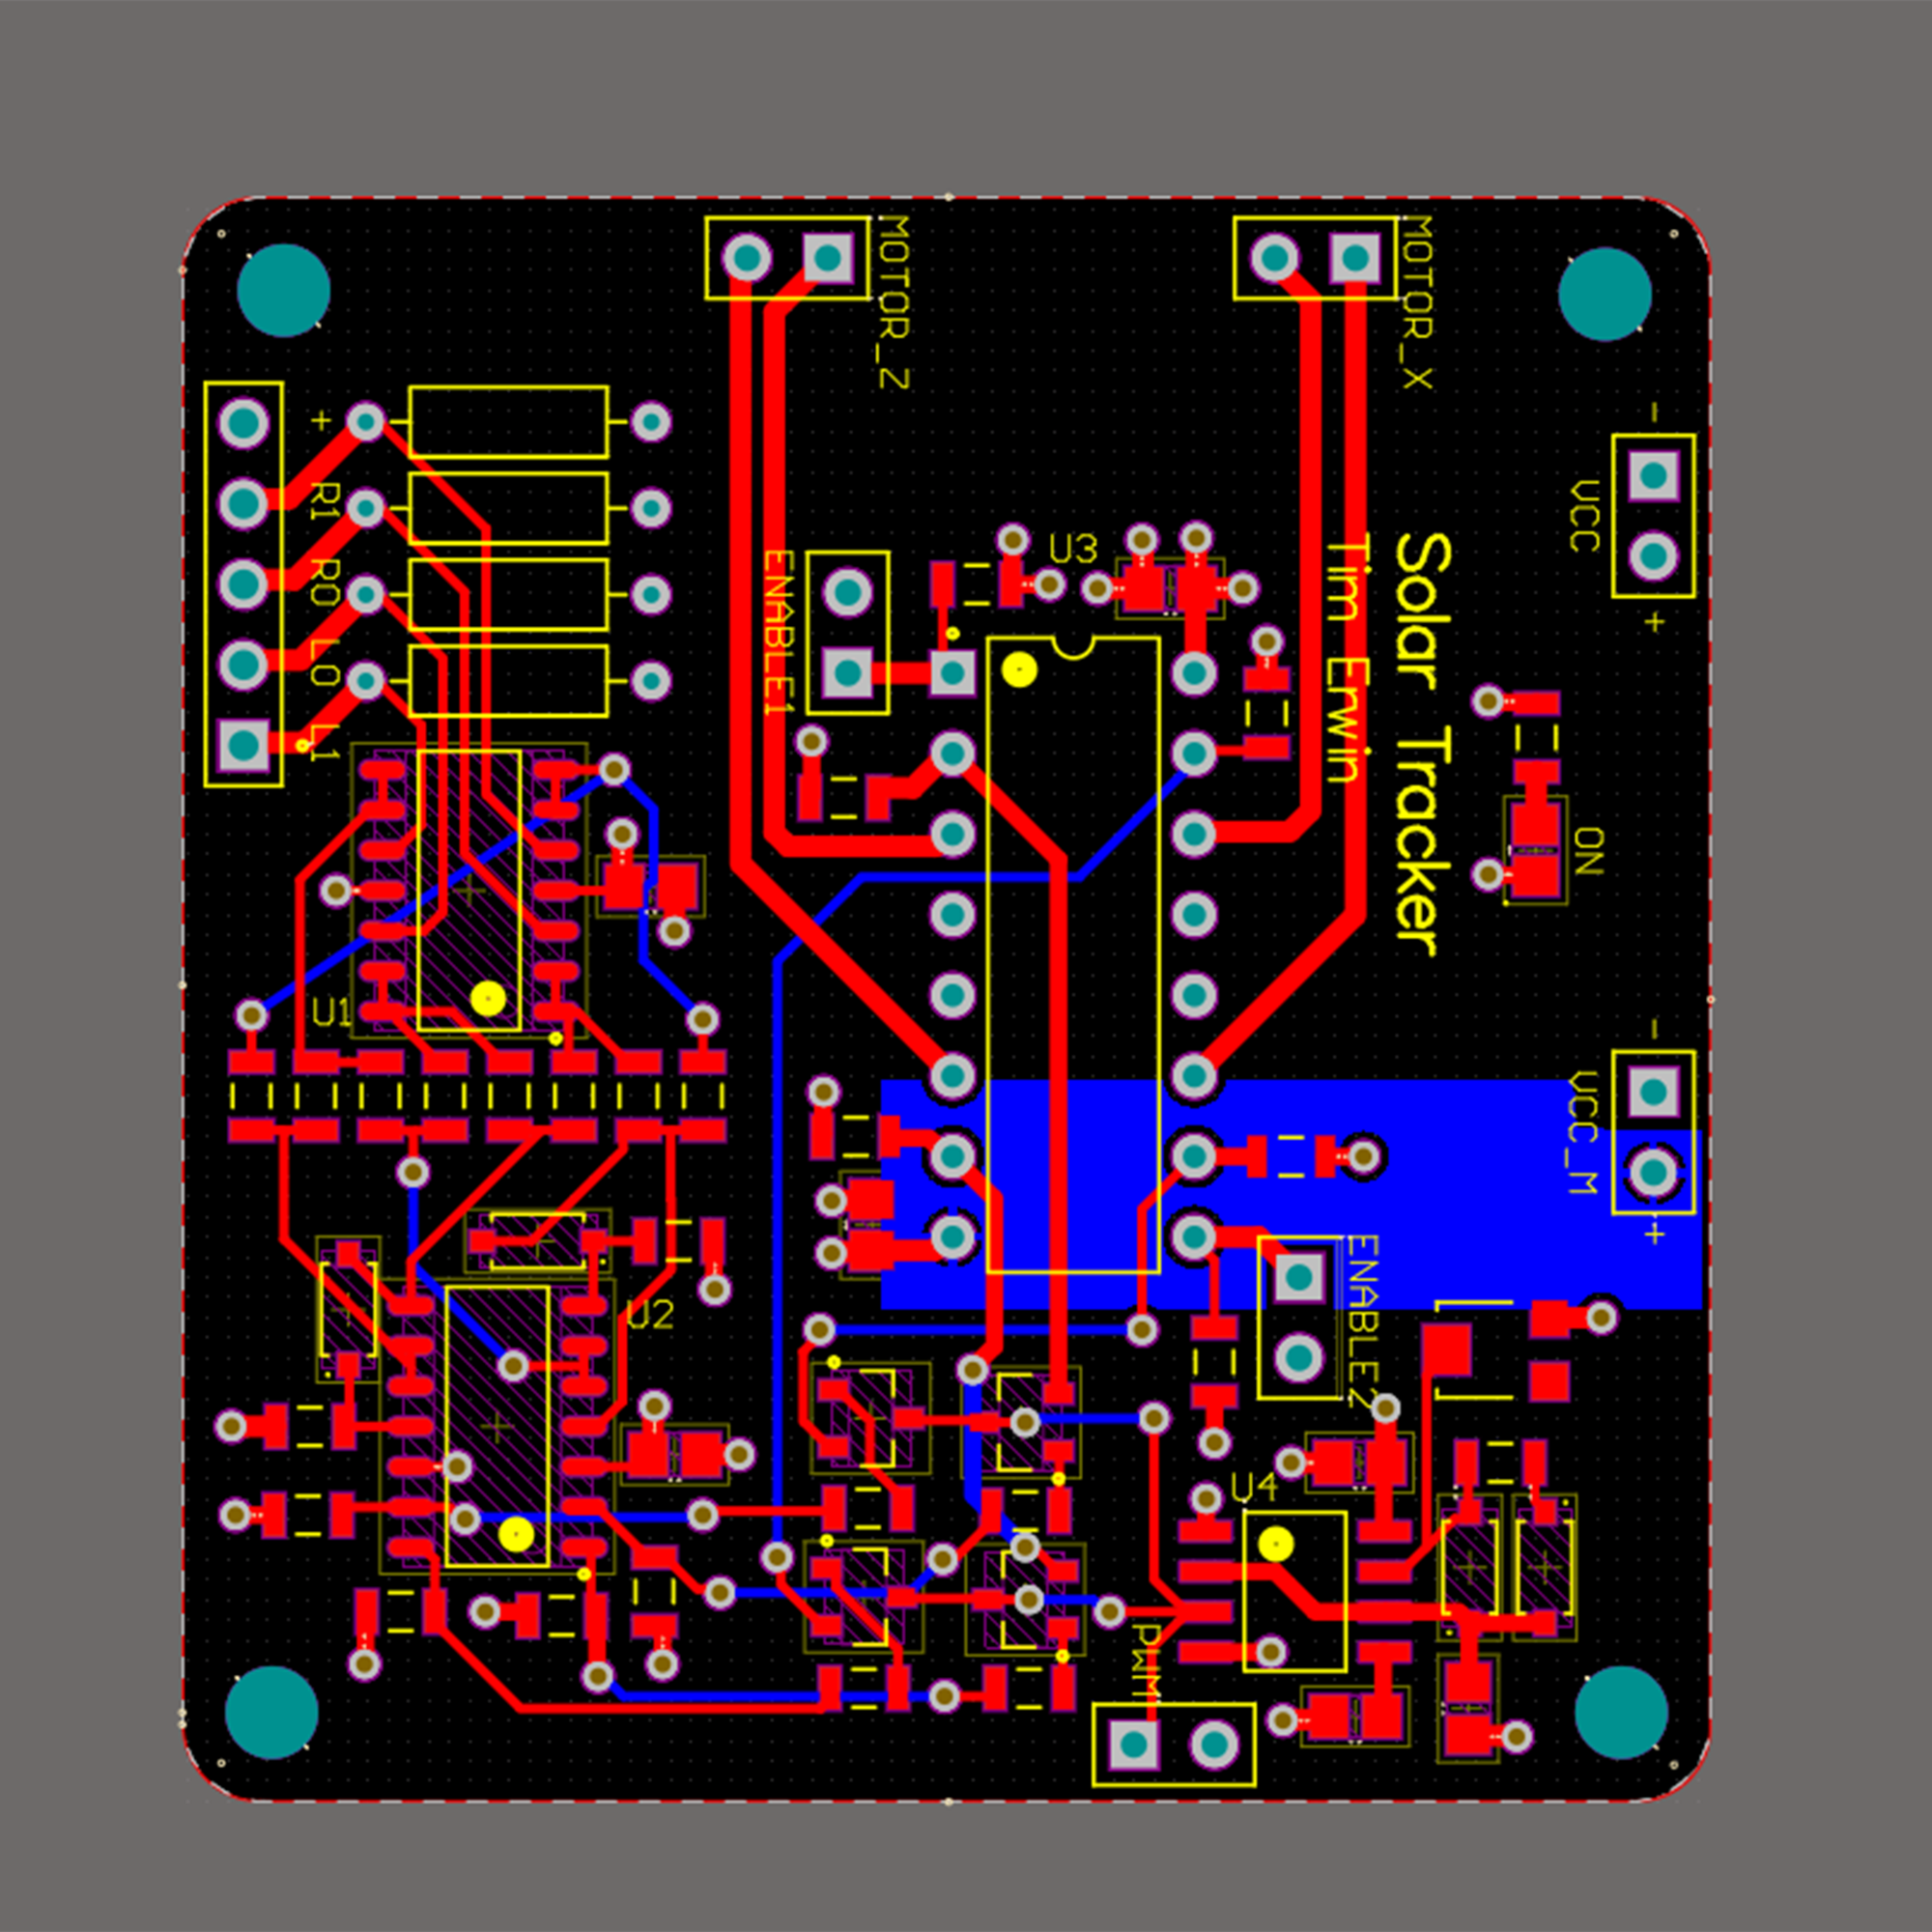 MOTOR_Z
MOTOR_X
+
R1
R0
L0
L1
ENABLE1
U3
Tim Erwin
Solar Tracker
-
VCC
+
ON
U1
-
VCC_M
+
U2
ENABLE2
U4
PWM